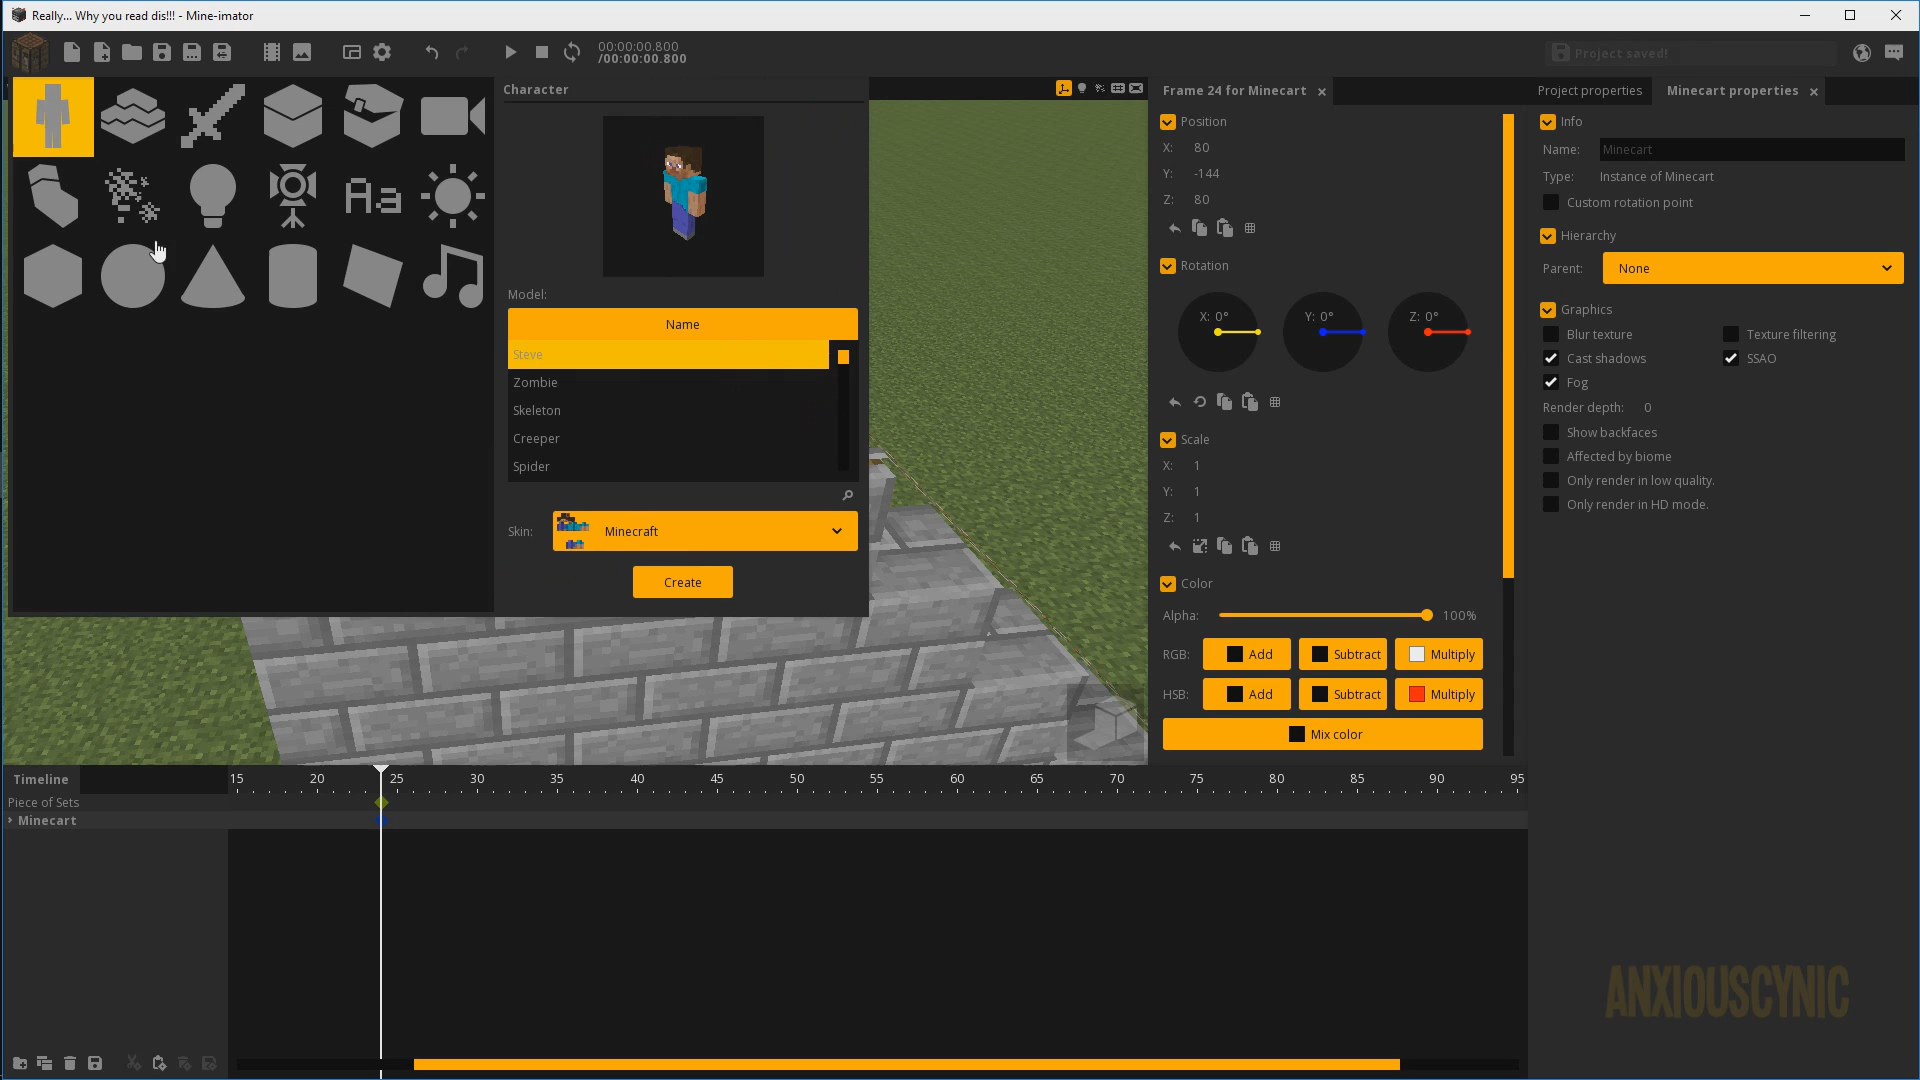 Really... Why you read dis!!! - Mine-imator
00:00:00.800
/00:00:00.800
Project saved!
Character
Model:
Name
Steve
Zombie
Skeleton
Creeper
Spider
Skin:
Minecraft
Create
Aa
Frame 24 for Minecart
Position
X: 80
Y: -144
Z: 80
Rotation
X: 0°
Y: 0°
Z: 0°
Scale
X: 1
Y: 1
Z: 1
Color
Alpha: 100%
RGB: Add Subtract Multiply
HSB: Add Subtract Multiply
Mix color
Project properties
Minecart properties
Info
Name: Minecart
Type: Instance of Minecart
Custom rotation point
Hierarchy
Parent: None
Graphics
Blur texture
Texture filtering
Cast shadows
SSAO
Fog
Render depth: 0
Show backfaces
Affected by biome
Only render in low quality.
Only render in HD mode.
Timeline
15 20 25 30 35 40 45 50 55 60 65 70 75 80 85 90 95
Piece of Sets
Minecart
ANXIOUSCYNIC